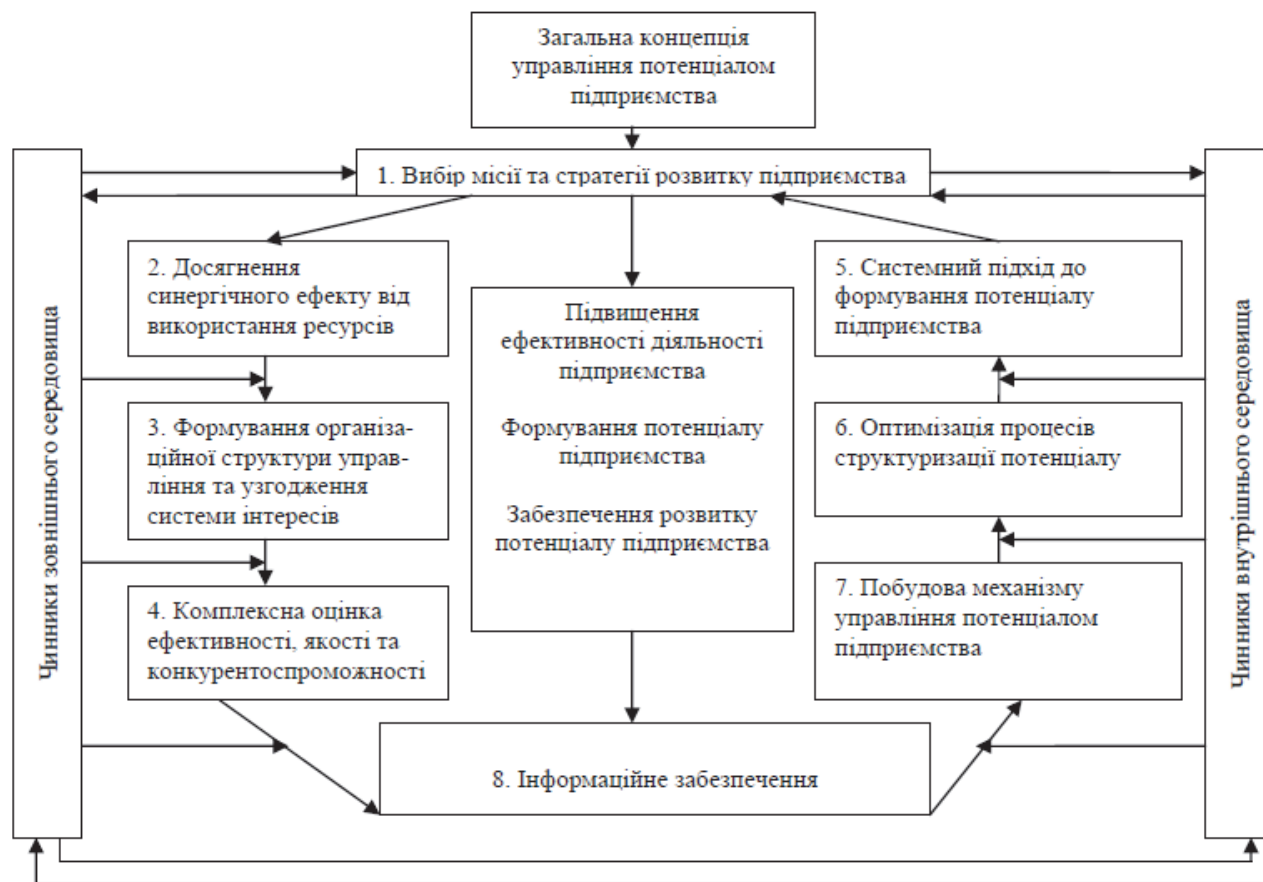 Загальна концепція
управління потенціалом
підприємства
1. Вибір місії та стратегії розвитку підприємства
Чинники зовнішнього середовища
2. Досягнення
синергічного ефекту від
використання ресурсів
3. Формування організа-
ційної структури управ-
ління та узгодження
системи інтересів
4. Комплексна оцінка
ефективності, якості та
конкурентоспроможності
Підвищення
ефективності діяльності
підприємства
Формування потенціалу
підприємства
Забезпечення розвитку
потенціалу підприємства
5. Системний підхід до
формування потенціалу
підприємства
6. Оптимізація процесів
структуризації потенціалу
7. Побудова механізму
управління потенціалом
підприємства
8. Інформаційне забезпечення
Чинники внутрішнього середовища